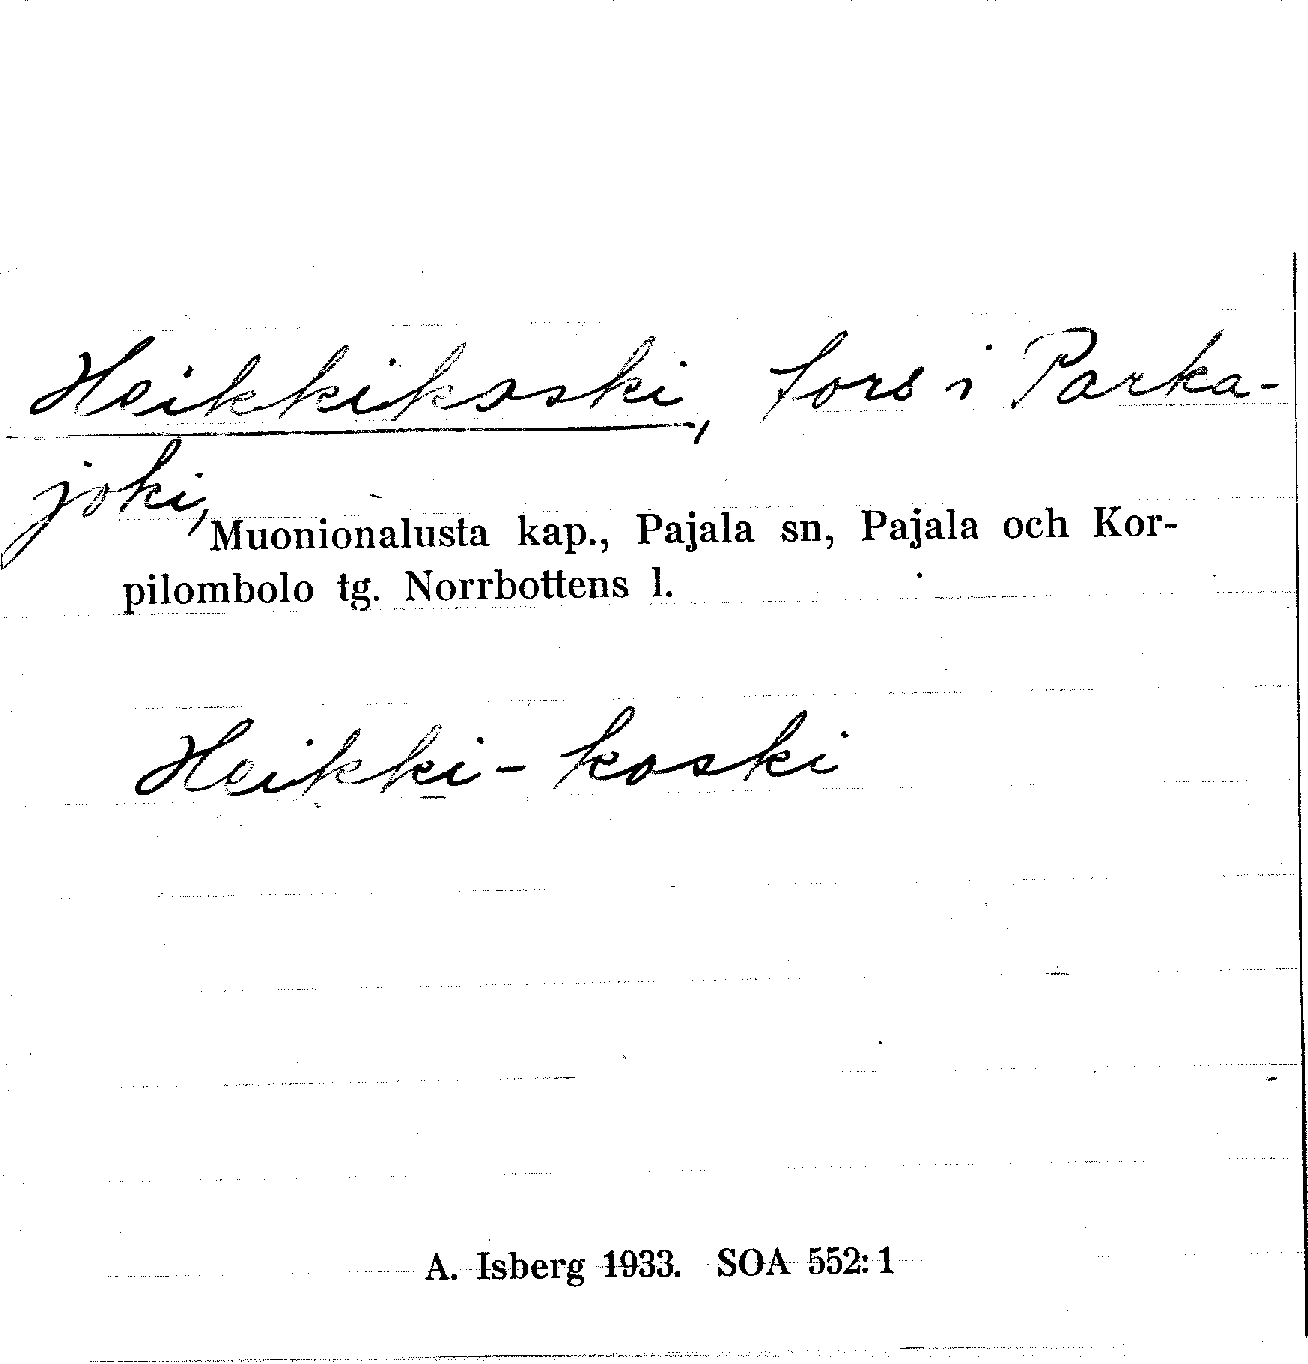 Heikkikoski, fors i Parka-
joki,
Muonionalusta kap., Pajala sn, Pajala och Kor-
pilombolo tg. Norrbottens l.
Heikki-koski
A. Isberg 1933. SOA 552:1